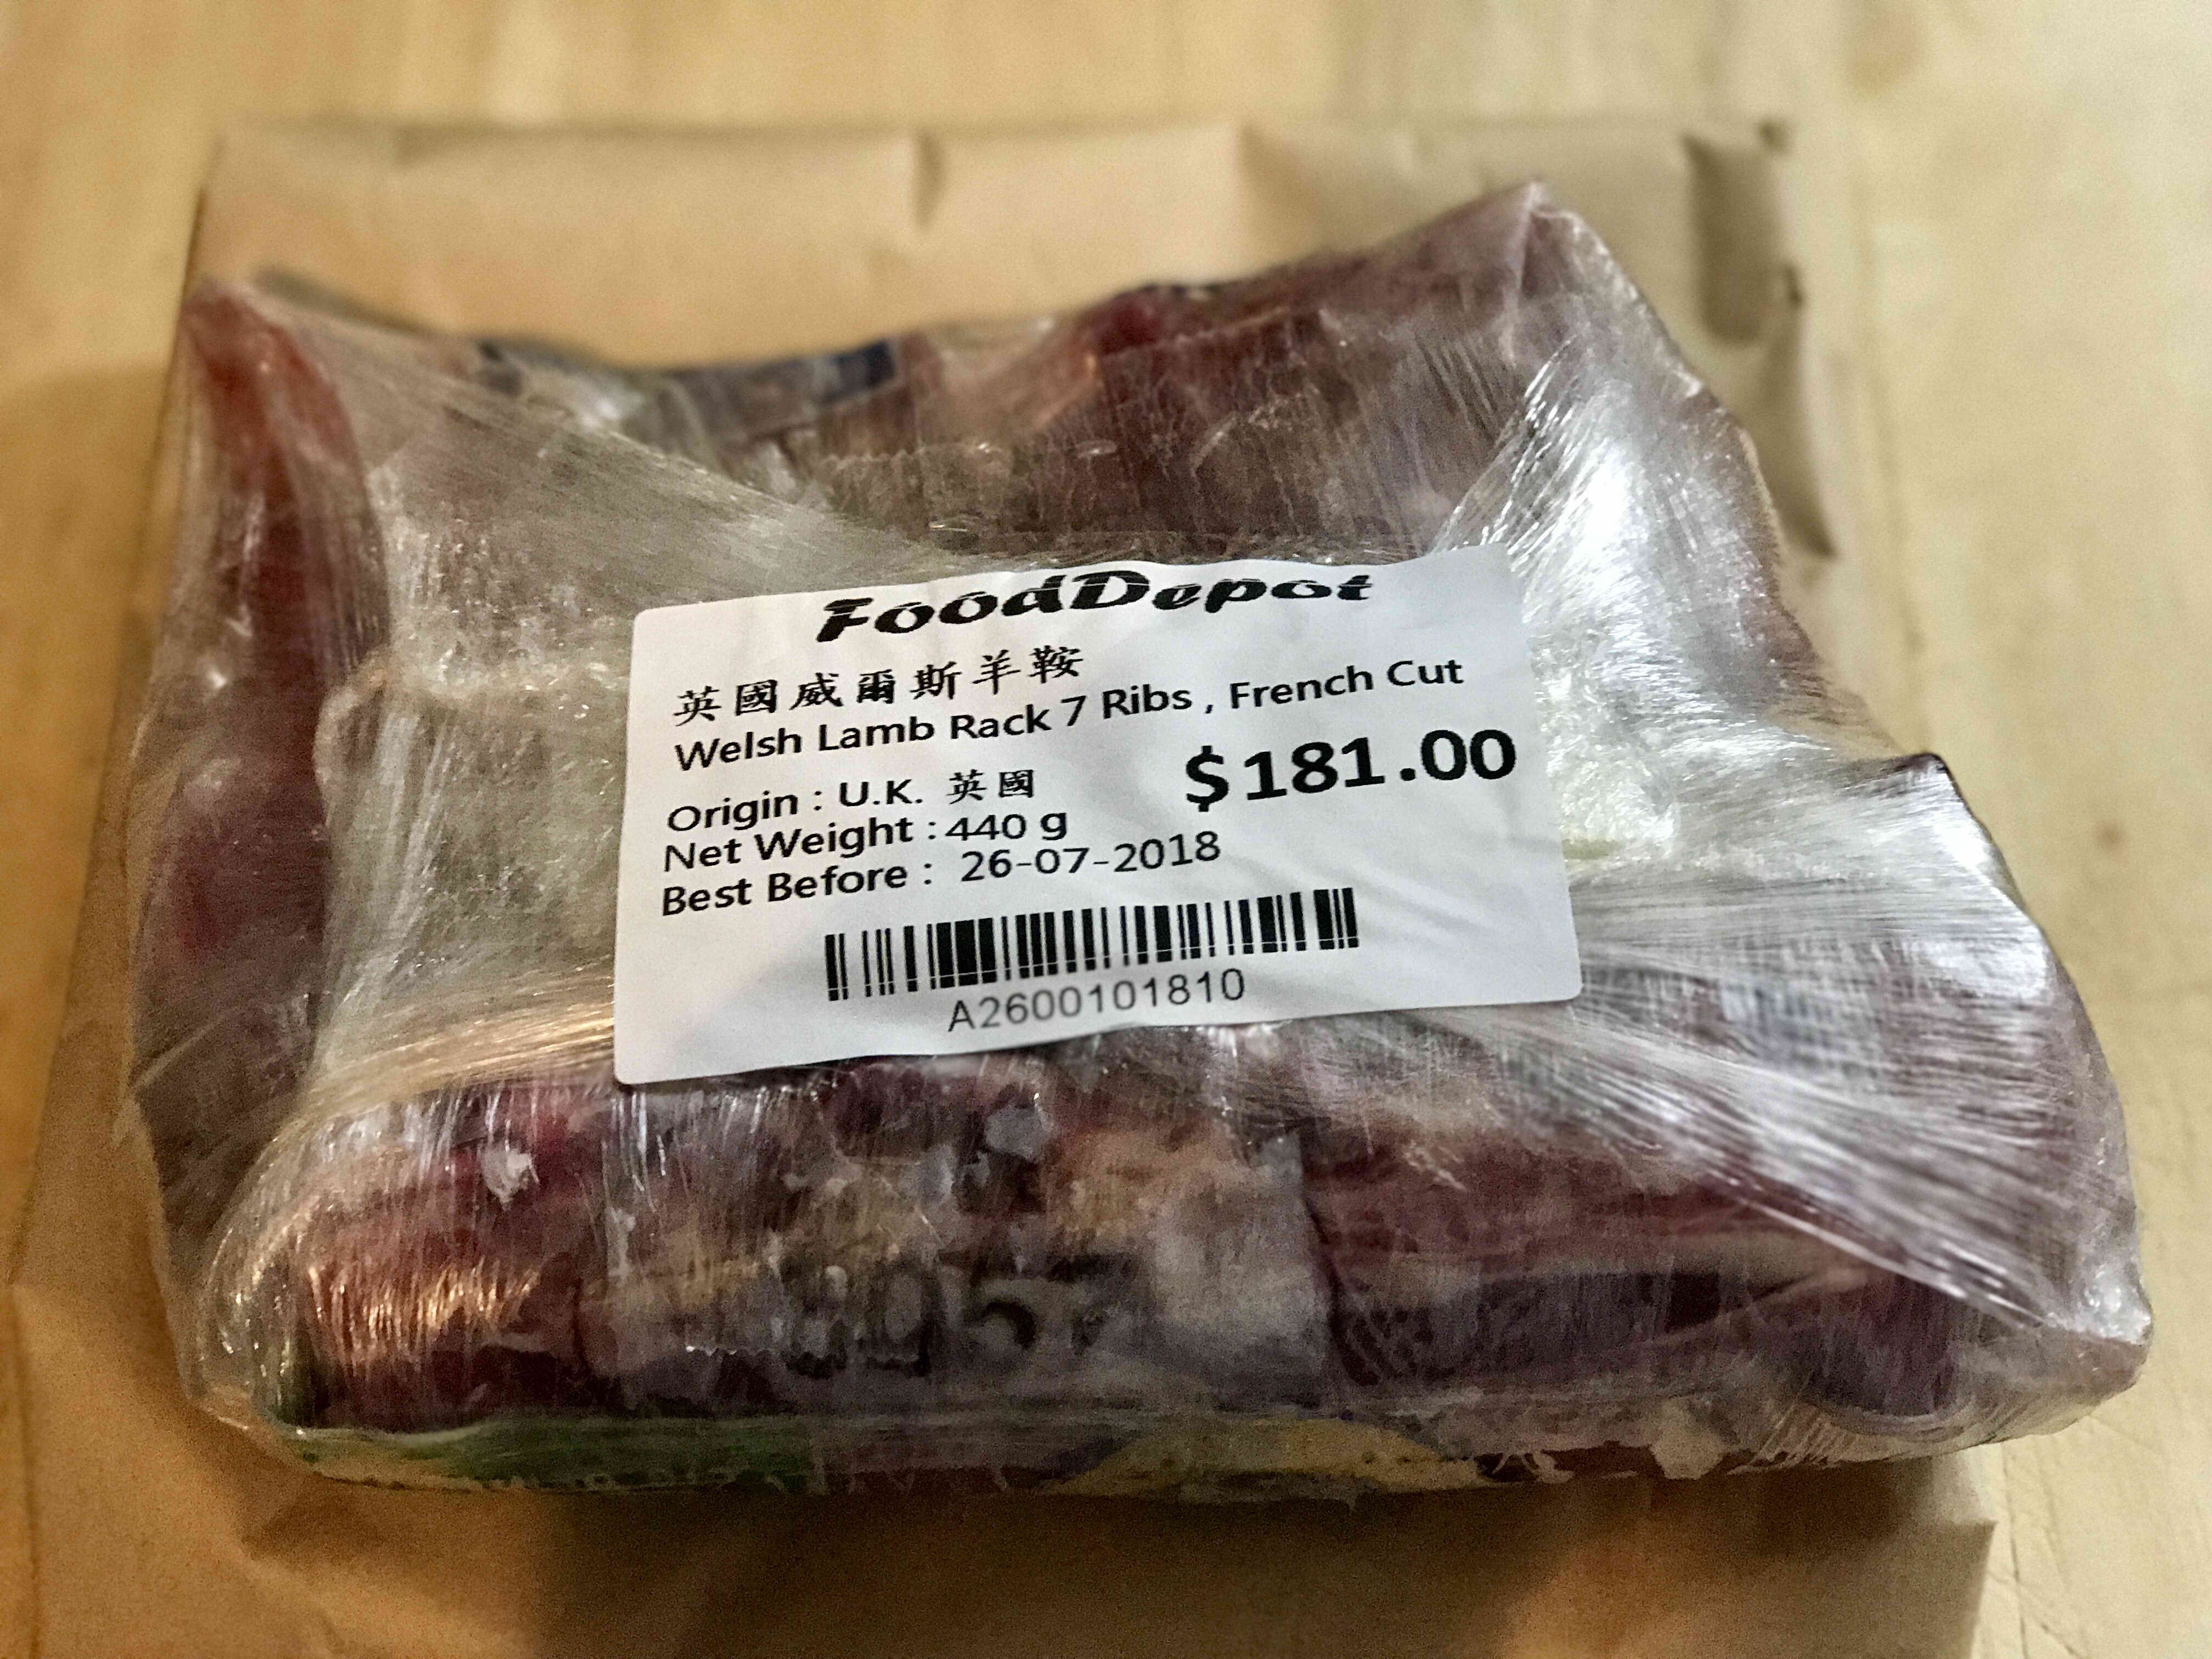 FoodDepot
英國威爾斯羊鞍
Welsh Lamb Rack 7 Ribs , French Cut
$181.00
Origin : U.K. 英國
Net Weight : 440 g
Best Before : 26-07-2018
A2600101810